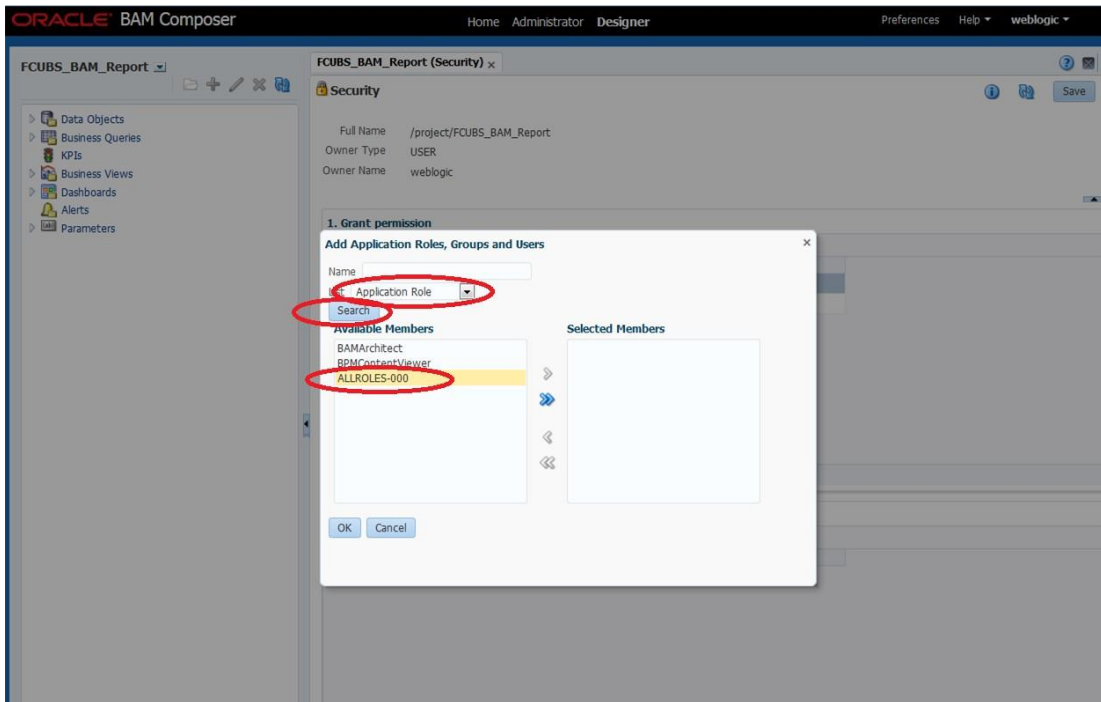 ORACLE BAM Composer
Home Administrator Designer
Preferences Help weblogic
FCUBS_BAM_Report
FCUBS_BAM_Report (Security) x
Security
Save
Full Name /project/FCUBS_BAM_Report
Owner Type USER
Owner Name weblogic
Data Objects
Business Queries
KPIs
Business Views
Dashboards
Alerts
Parameters
1. Grant permission
Add Application Roles, Groups and Users
Name
List Application Role
Search
Available Members Selected Members
BAMArchitect
BPMContentViewer
ALLROLES-000
OK Cancel